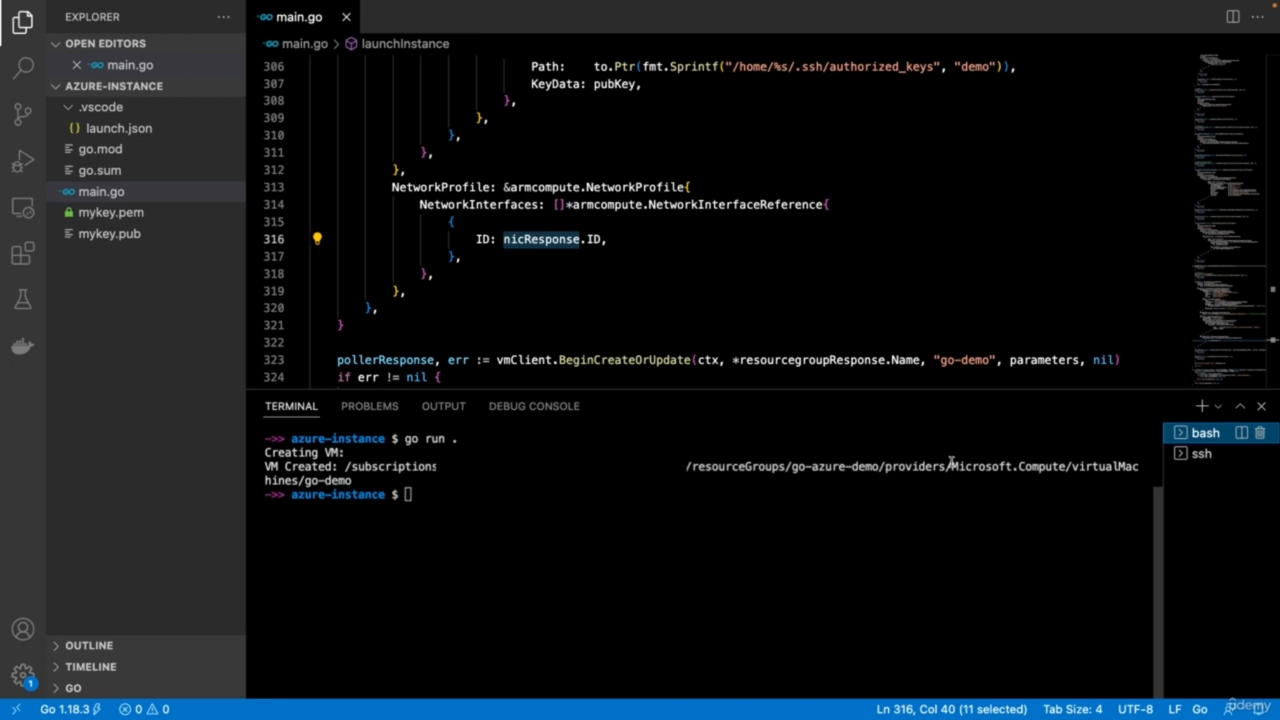 EXPLORER
OPEN EDITORS
main.go
AZURE-INSTANCE
.vscode
{} launch.json
go.mod
go.sum
main.go
mykey.pem
mykey.pub
OUTLINE
TIMELINE
GO
main.go
main.go > launchInstance
306 Path: to.Ptr(fmt.Sprintf("/home/%s/.ssh/authorized_keys", "demo")),
307 KeyData: pubKey,
308 },
309 },
310 },
311 },
312 },
313 NetworkProfile: &armcompute.NetworkProfile{
314 NetworkInterfaces: []*armcompute.NetworkInterfaceReference{
315 {
316 ID: nicResponse.ID,
317 },
318 },
319 },
320 },
321 }
322
323 pollerResponse, err := vmClient.BeginCreateOrUpdate(ctx, *resourcegroupResponse.Name, "go-demo", parameters, nil)
324 if err != nil {
TERMINAL PROBLEMS OUTPUT DEBUG CONSOLE
->> azure-instance $ go run .
Creating VM:
VM Created: /subscriptions /resourceGroups/go-azure-demo/providers/Microsoft.Compute/virtualMac
hines/go-demo
->> azure-instance $
bash
ssh
1
Go 1.18.3 0 0 Ln 316, Col 40 (11 selected) Tab Size: 4 UTF-8 LF Go
udemy